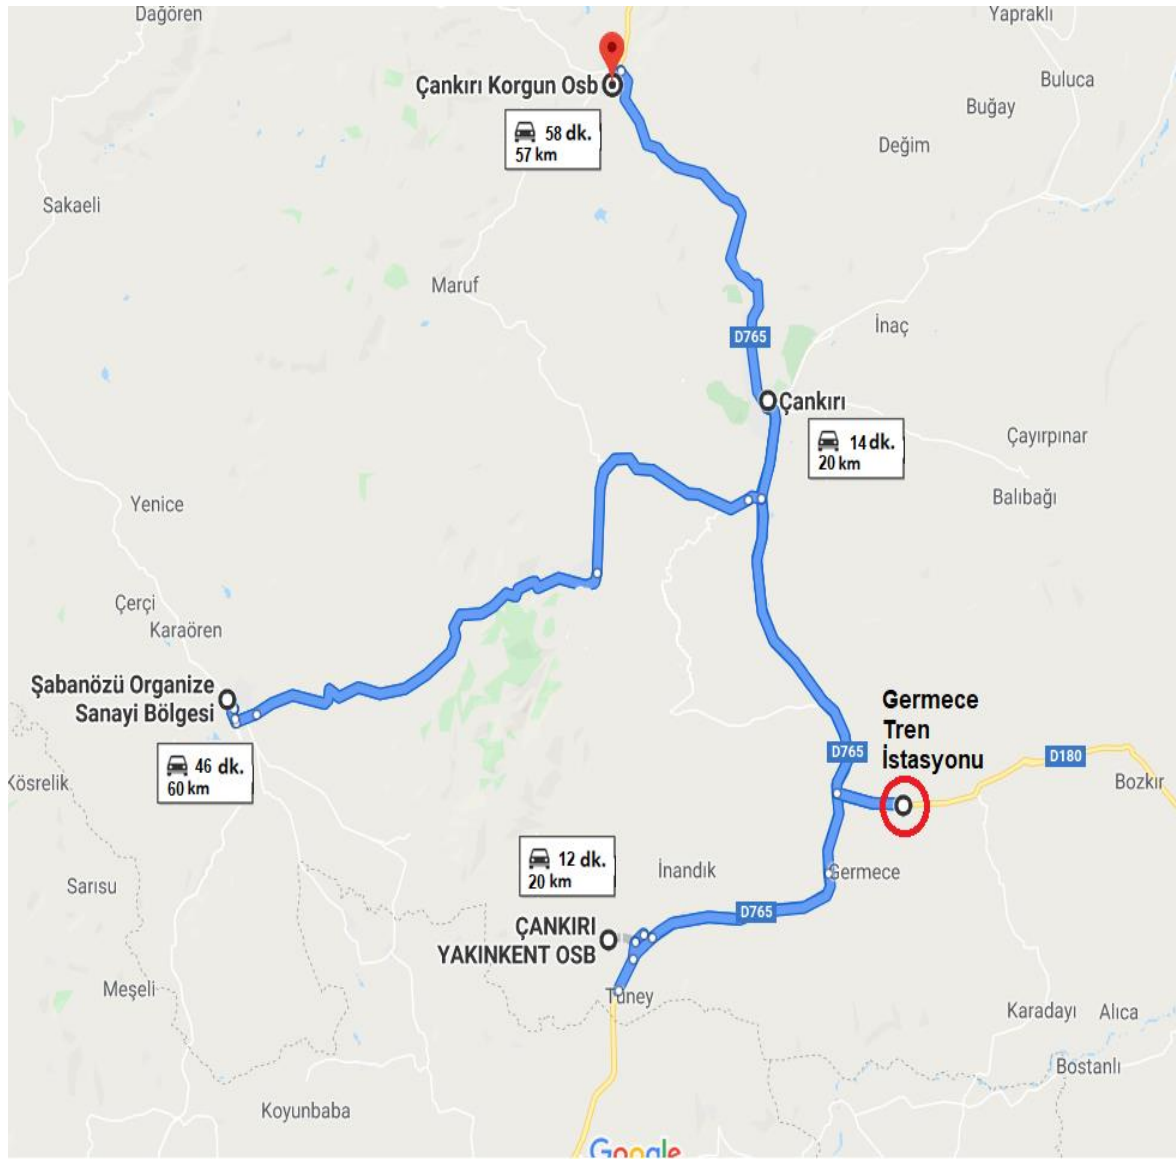 Dağören
Yapraklı
Çankırı Korgun Osb
Buluca
Buğay
58 dk.
57 km
Değim
Sakaeli
Maruf
İnaç
D765
Çankırı
14 dk.
20 km
Çayırpınar
Balıbağı
Yenice
Çerçi
Karaören
Şabanözü Organize
Sanayi Bölgesi
46 dk.
60 km
Germece
Tren
İstasyonu
D765
D180
Bozkır
Kösrelik
12 dk.
20 km
İnandık
Germece
Sarısu
D765
ÇANKIRI
YAKINKENT OSB
Meşeli
Tüney
Karadayı
Alıca
Bostanlı
Koyunbaba
Google